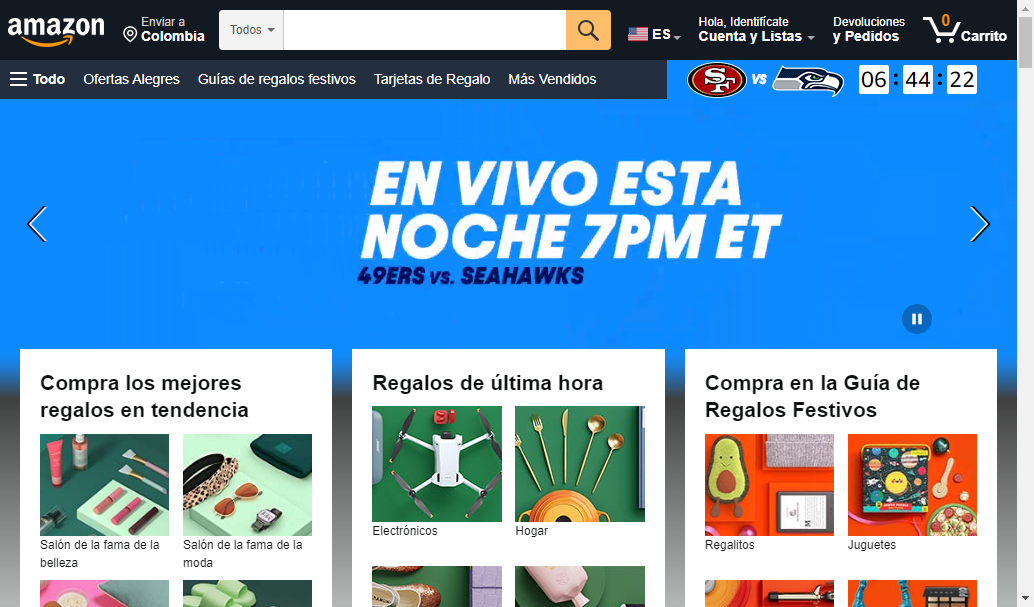 amazon
Enviar a
Colombia
Todos
ES
Hola, Identifícate
Cuenta y Listas
Devoluciones
y Pedidos
0
Carrito
Todo
Ofertas Alegres
Guías de regalos festivos
Tarjetas de Regalo
Más Vendidos
SF
VS
06 : 44 : 22
EN VIVO ESTA
NOCHE 7PM ET
49ERS VS. SEAHAWKS
Compra los mejores
regalos en tendencia
Regalos de última hora
Compra en la Guía de
Regalos Festivos
Salón de la fama de la
belleza
Salón de la fama de la
moda
Electrónicos
Hogar
Regalitos
Juguetes